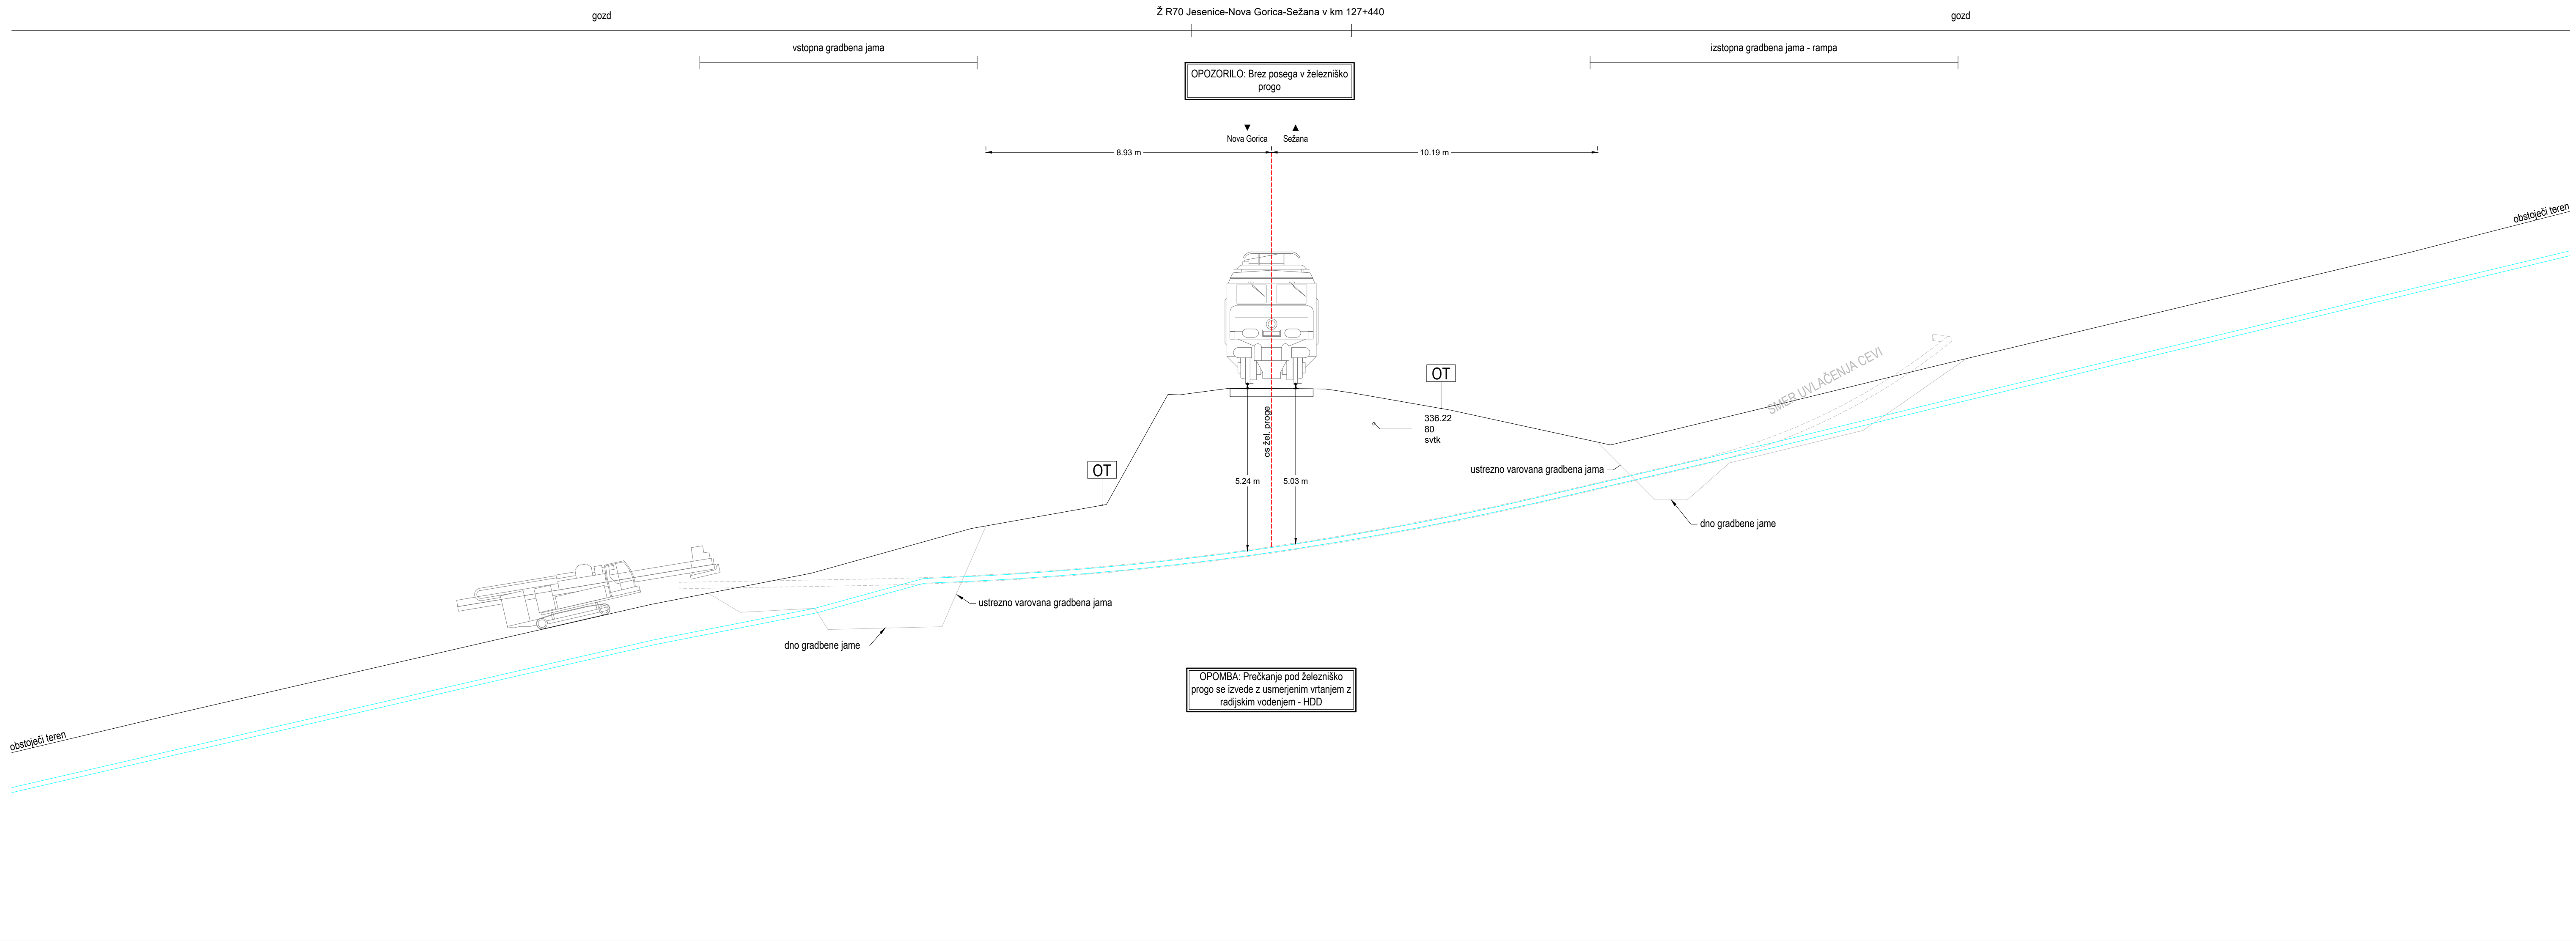 gozd
Ž R70 Jesenice-Nova Gorica-Sežana v km 127+440
gozd
vstopna gradbena jama
izstopna gradbena jama - rampa
OPOZORILO: Brez posega v železniško
progo
Nova Gorica
Sežana
8.93 m
10.19 m
obstoječi teren
SMER UVLAČENJA CEVI
OT
336.22
80
svtk
os žel. proge
OT
ustrezno varovana gradbena jama
5.24 m
5.03 m
dno gradbene jame
ustrezno varovana gradbena jama
dno gradbene jame
OPOMBA: Prečkanje pod železniško
progo se izvede z usmerjenim vrtanjem z
radijskim vodenjem - HDD
obstoječi teren